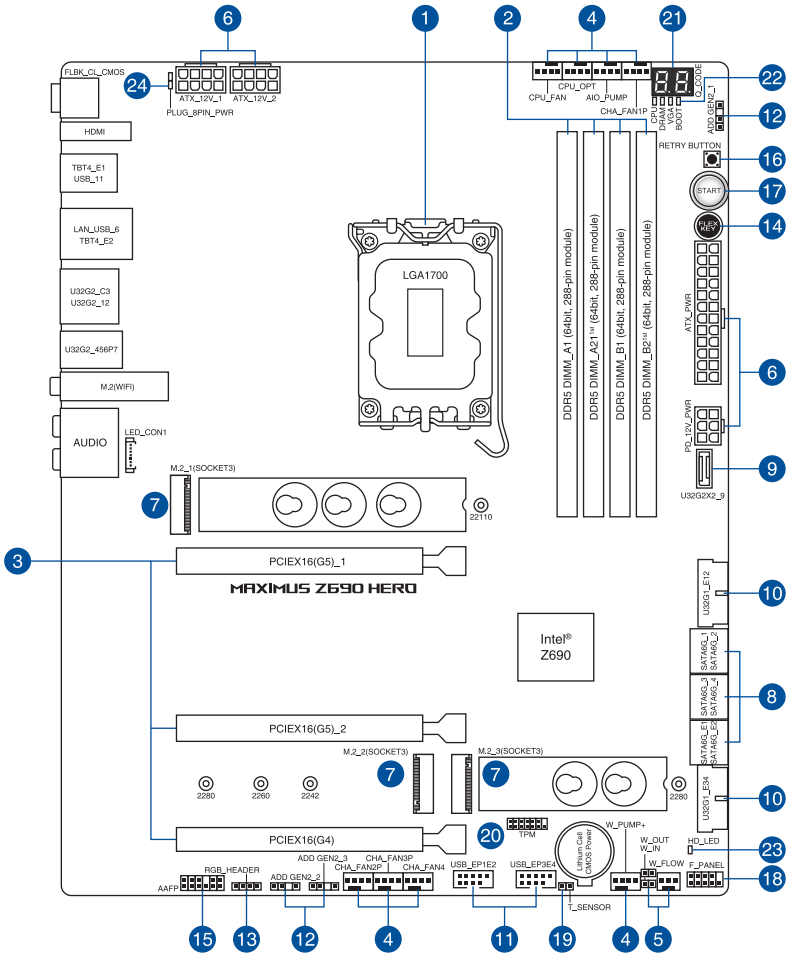 6
1
2
4
21
FLBK_CL_CMOS
24
ATX_12V_1
ATX_12V_2
PLUG_8PIN_PWR
CPU_FAN
CPU_OPT
AIO_PUMP
CHA_FAN1P
88
Q_CODE
CPU
DRAM
VGA
BOOT
22
ADD GEN2_1
12
HDMI
RETRY BUTTON
16
TBT4_E1
USB_11
START
17
LAN_USB_6
TBT4_E2
FLEX
KEY
14
LGA1700
DDR5 DIMM_A1 (64bit, 288-pin module)
DDR5 DIMM_A21st (64bit, 288-pin module)
DDR5 DIMM_B1 (64bit, 288-pin module)
DDR5 DIMM_B21st (64bit, 288-pin module)
U32G2_C3
U32G2_12
ATX_PWR
U32G2_456P7
6
M.2(WIFI)
PD_12V_PWR
AUDIO
LED_CON1
M.2_1(SOCKET3)
9
U32G2X2_9
7
22110
3
PCIEX16(G5)_1
MAXIMUS Z690 HERO
U32G1_E12
10
Intel®
Z690
SATA6G_1
SATA6G_2
SATA6G_3
SATA6G_4
8
SATA6G_E1
SATA6G_E2
PCIEX16(G5)_2
M.2_2(SOCKET3)
M.2_3(SOCKET3)
7
7
2280
2260
2242
2280
U32G1_E34
10
PCIEX16(G4)
20
TPM
Lithium Cell
CMOS Power
W_PUMP+
W_OUT
W_IN
HD_LED
23
RGB_HEADER
ADD GEN2_3
CHA_FAN3P
CHA_FAN2P
CHA_FAN4
USB_EP1E2
USB_EP3E4
W_FLOW
F_PANEL
18
AAFP
ADD GEN2_2
T_SENSOR
15
13
12
4
11
19
4
5